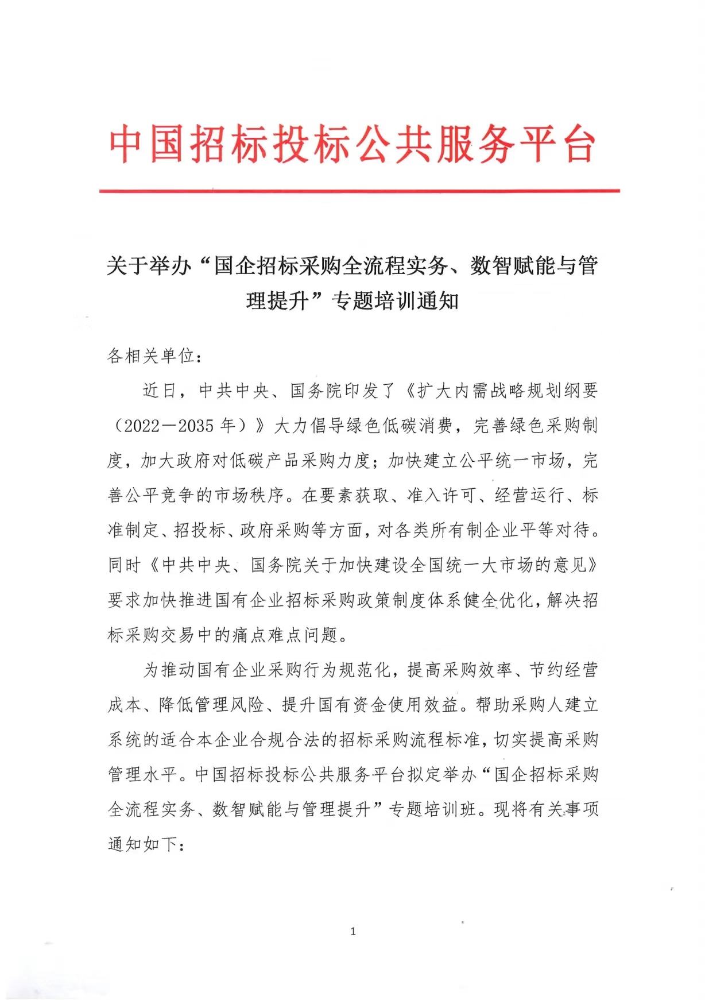 中国招标投标公共服务平台
关于举办“国企招标采购全流程实务、数智赋能与管
理提升”专题培训通知
各相关单位：
近日，中共中央、国务院印发了《扩大内需战略规划纲要
（2022—2035年）》大力倡导绿色低碳消费，完善绿色采购制
度，加大政府对低碳产品采购力度；加快建立公平统一市场，完
善公平竞争的市场秩序。在要素获取、准入许可、经营运行、标
准制定、招投标、政府采购等方面，对各类所有制企业平等对待。
同时《中共中央、国务院关于加快建设全国统一大市场的意见》
要求加快推进国有企业招标采购政策制度体系健全优化，解决招
标采购交易中的痛点难点问题。
为推动国有企业采购行为规范化，提高采购效率、节约经营
成本、降低管理风险、提升国有资金使用效益。帮助采购人建立
系统的适合本企业合规合法的招标采购流程标准，切实提高采购
管理水平。中国招标投标公共服务平台拟定举办“国企招标采购
全流程实务、数智赋能与管理提升”专题培训班。现将有关事项
通知如下：
1